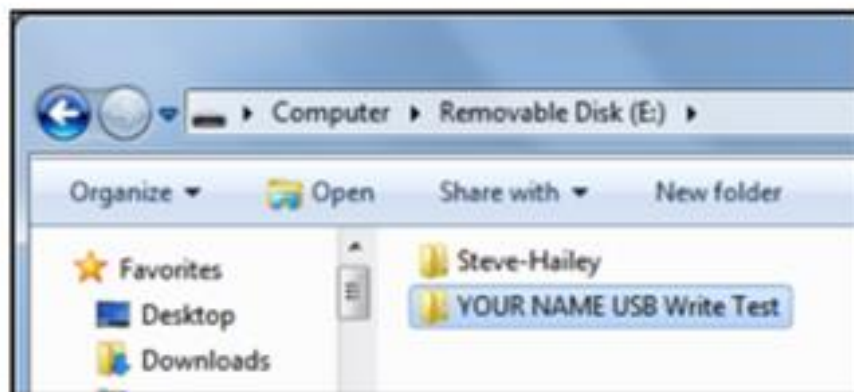 Computer Removable Disk (E:)
Organize Open Share with New folder
Favorites
Desktop
Downloads
Steve-Hailey
YOUR NAME USB Write Test